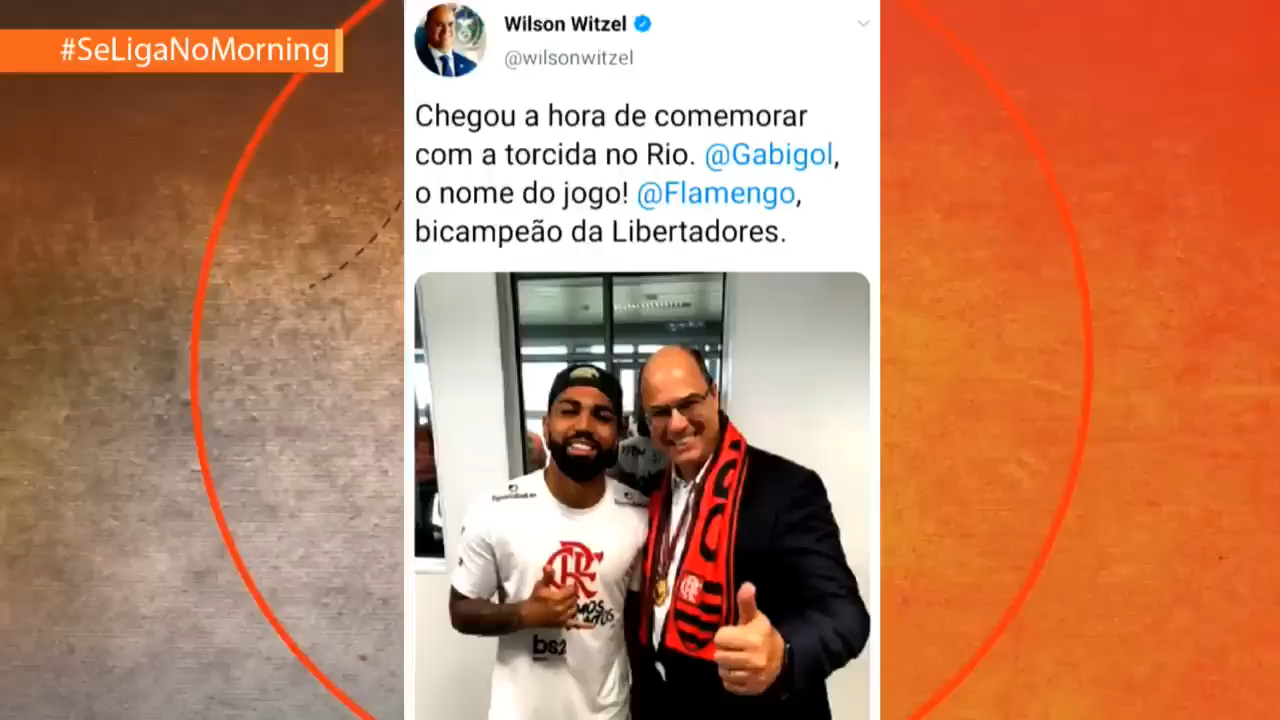 #SeLigaNoMorning
Wilson Witzel
@wilsonwitzel
Chegou a hora de comemorar
com a torcida no Rio. @Gabigol,
o nome do jogo! @Flamengo,
bicampeão da Libertadores.
bs2